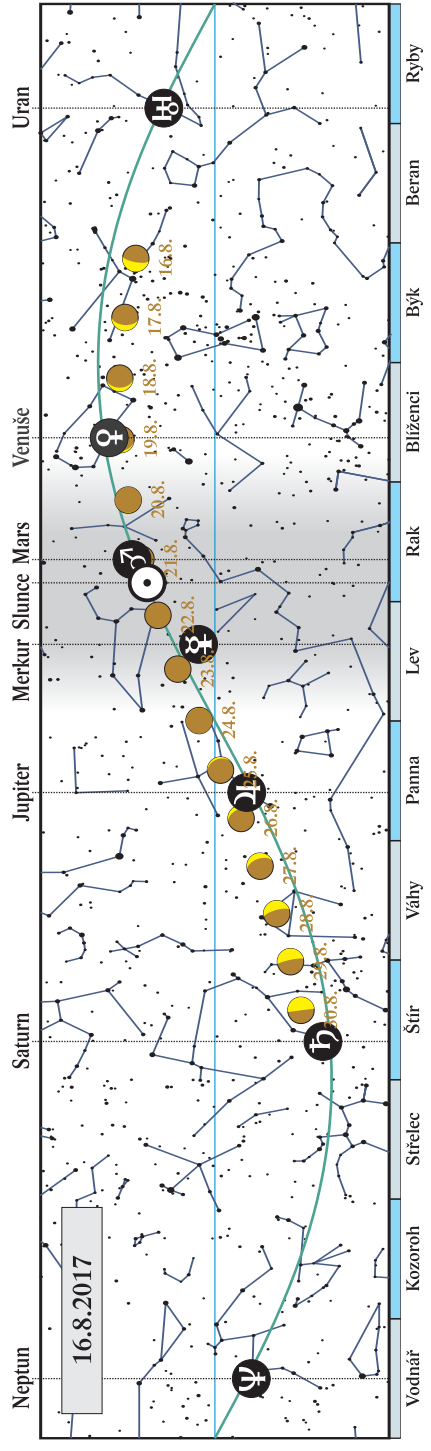 Neptun Saturn Jupiter Merkur Slunce Mars Venuše Uran
16.8.2017
30.8. 29.8. 28.8. 27.8. 26.8. 25.8. 24.8. 23.8. 22.8. 21.8. 20.8. 19.8. 18.8. 17.8. 16.8.
Vodnář Kozoroh Střelec Štír Váhy Panna Lev Rak Blíženci Býk Beran Ryby